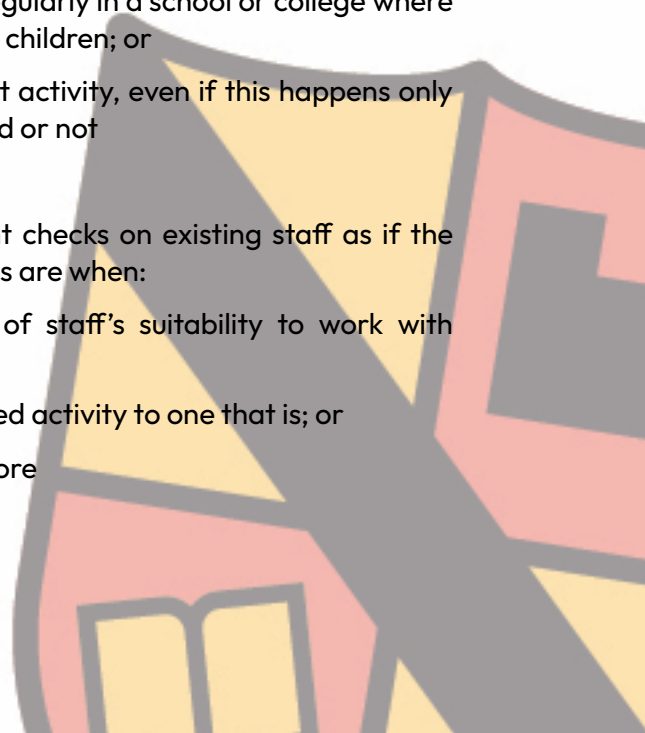 gularly in a school or college where
children; or
t activity, even if this happens only
d or not
t checks on existing staff as if the
s are when:
of staff’s suitability to work with
ed activity to one that is; or
ore